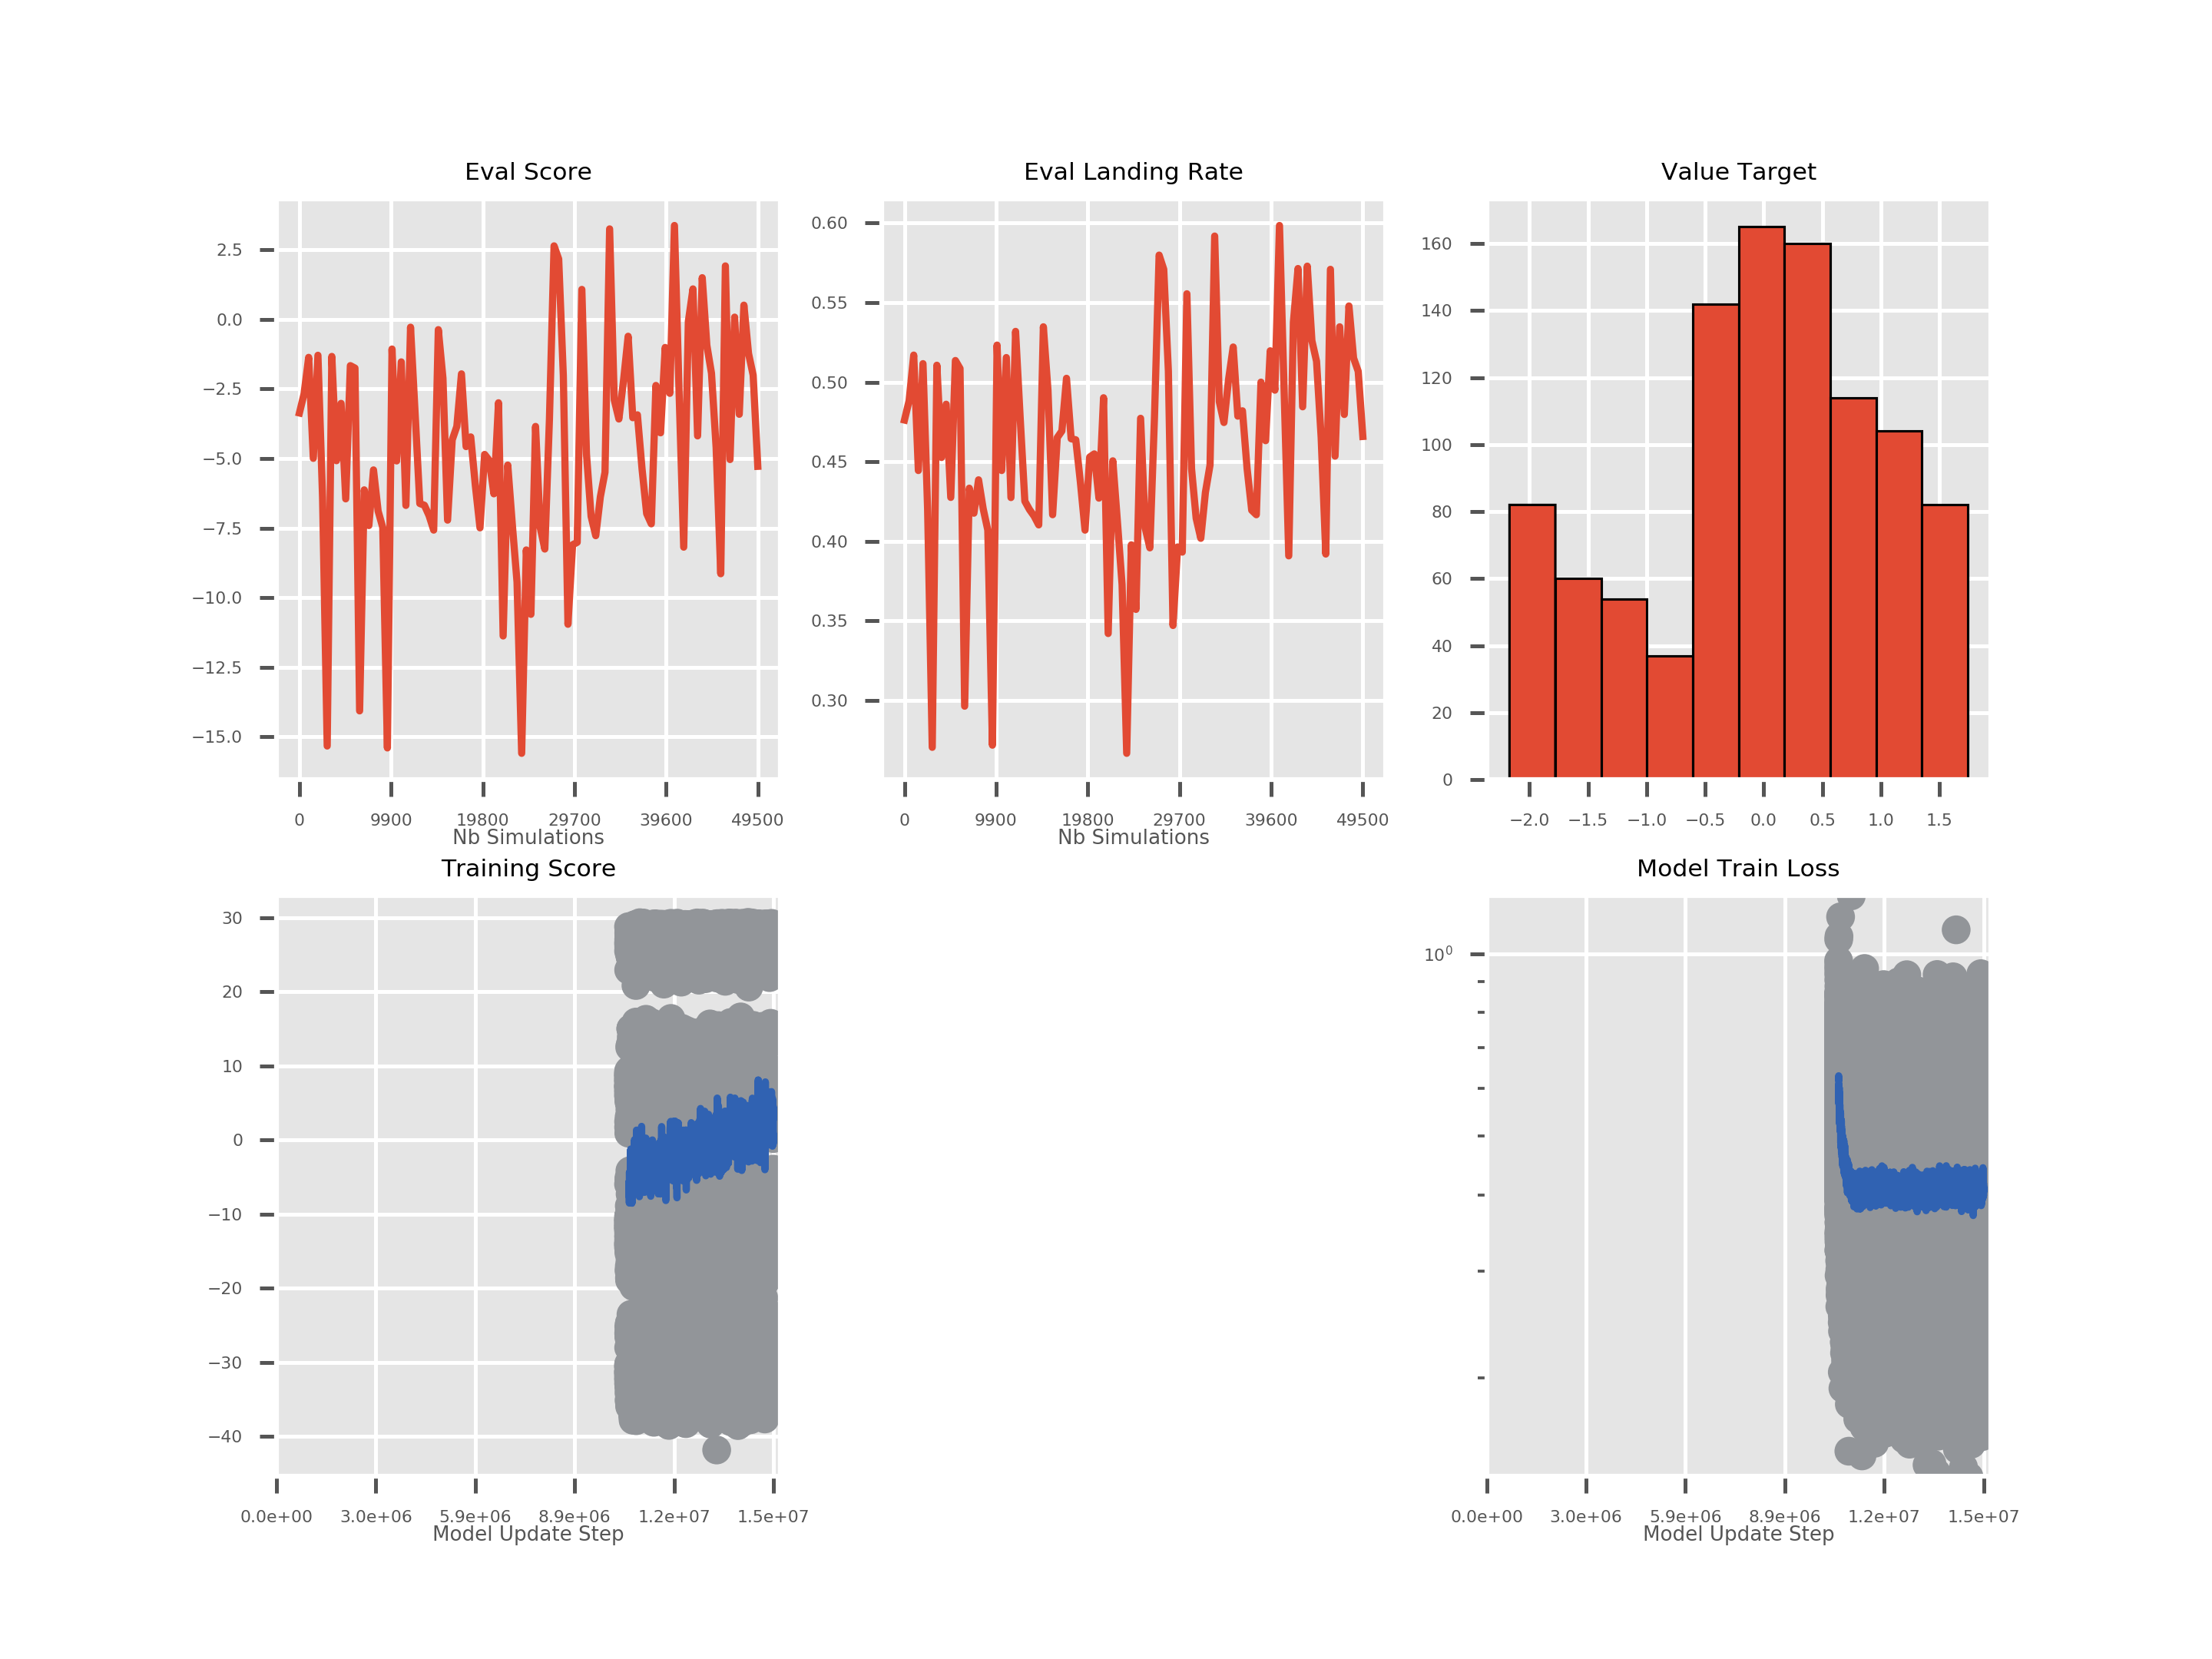 Eval Score
2.5
0.0
−2.5
−5.0
−7.5
−10.0
−12.5
−15.0
0 9900 19800 29700 39600 49500
Nb Simulations
Eval Landing Rate
0.60
0.55
0.50
0.45
0.40
0.35
0.30
0 9900 19800 29700 39600 49500
Nb Simulations
Value Target
160
140
120
100
80
60
40
20
0
−2.0 −1.5 −1.0 −0.5 0.0 0.5 1.0 1.5
Training Score
30
20
10
0
−10
−20
−30
−40
0.0e+00 3.0e+06 5.9e+06 8.9e+06 1.2e+07 1.5e+07
Model Update Step
Model Train Loss
10⁰
0.0e+00 3.0e+06 5.9e+06 8.9e+06 1.2e+07 1.5e+07
Model Update Step